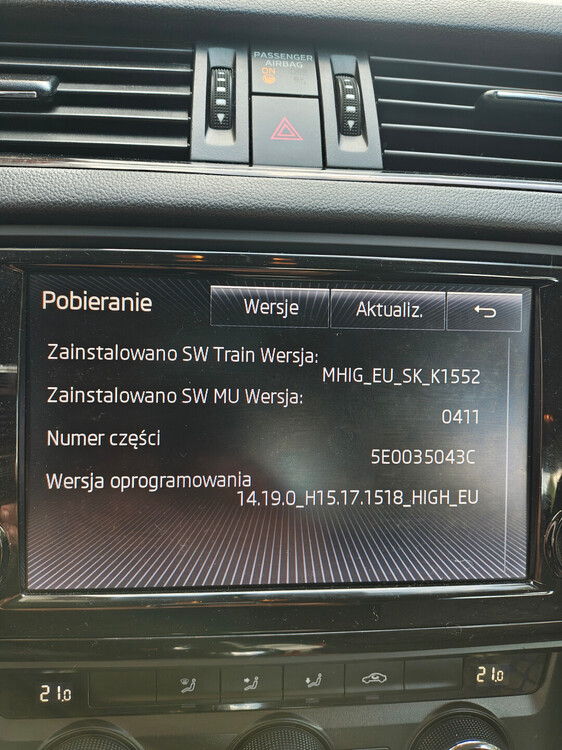 PASSENGER
AIRBAG
ON
Pobieranie
Wersje
Aktualiz.
Zainstalowano SW Train Wersja:
MHIG_EU_SK_K1552
Zainstalowano SW MU Wersja:
0411
Numer części
5E0035043C
Wersja oprogramowania
14.19.0_H15.17.1518_HIGH_EU
21.0
21.0